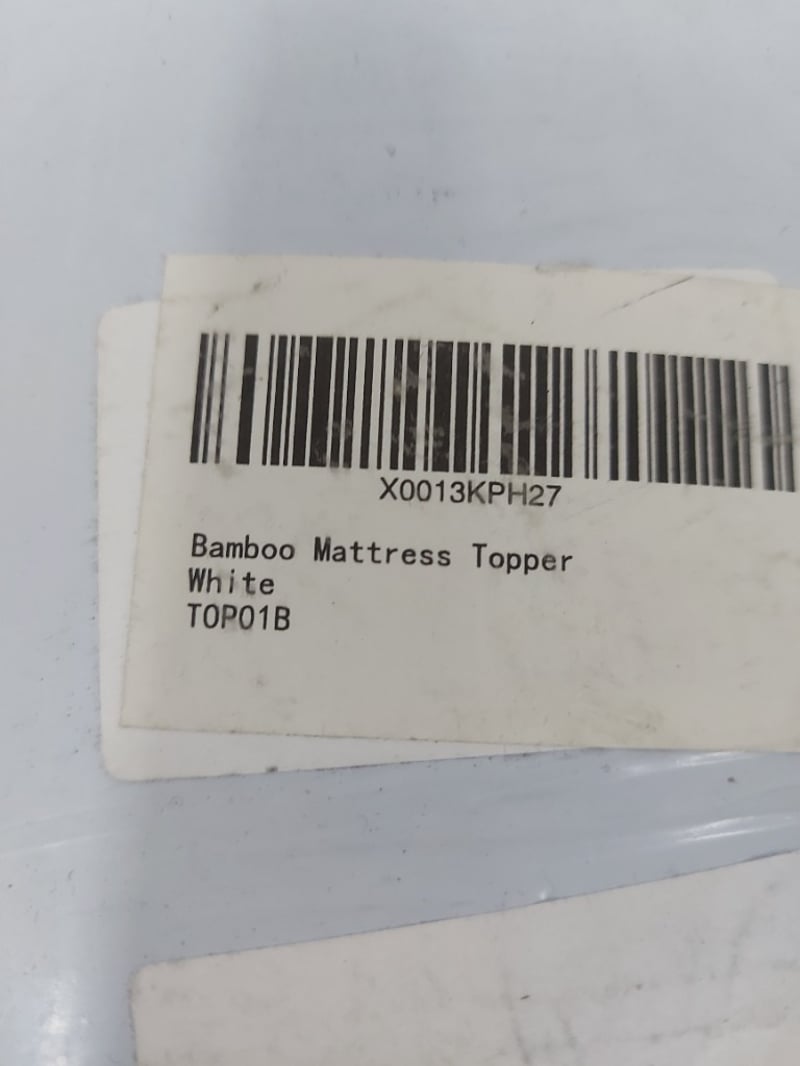 X0013KPH27
Bamboo Mattress Topper
White
TOP01B